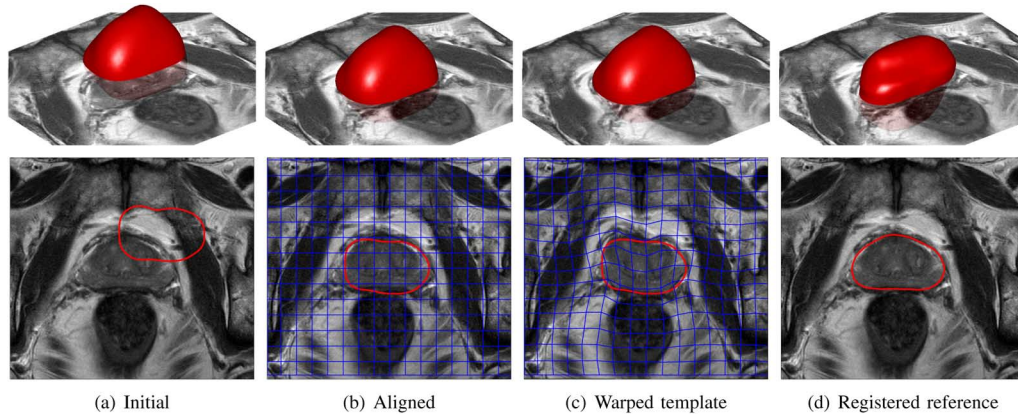 (a) Initial
(b) Aligned
(c) Warped template
(d) Registered reference